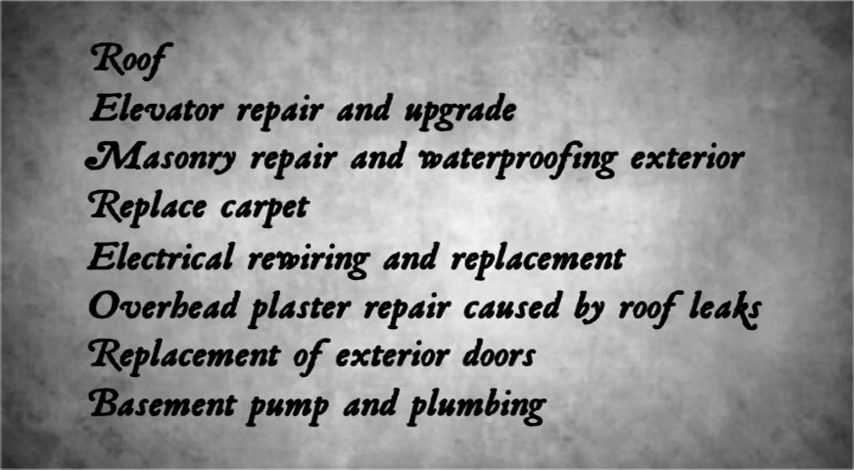 Roof
Elevator repair and upgrade
Masonry repair and waterproofing exterior
Replace carpet
Electrical rewiring and replacement
Overhead plaster repair caused by roof leaks
Replacement of exterior doors
Basement pump and plumbing